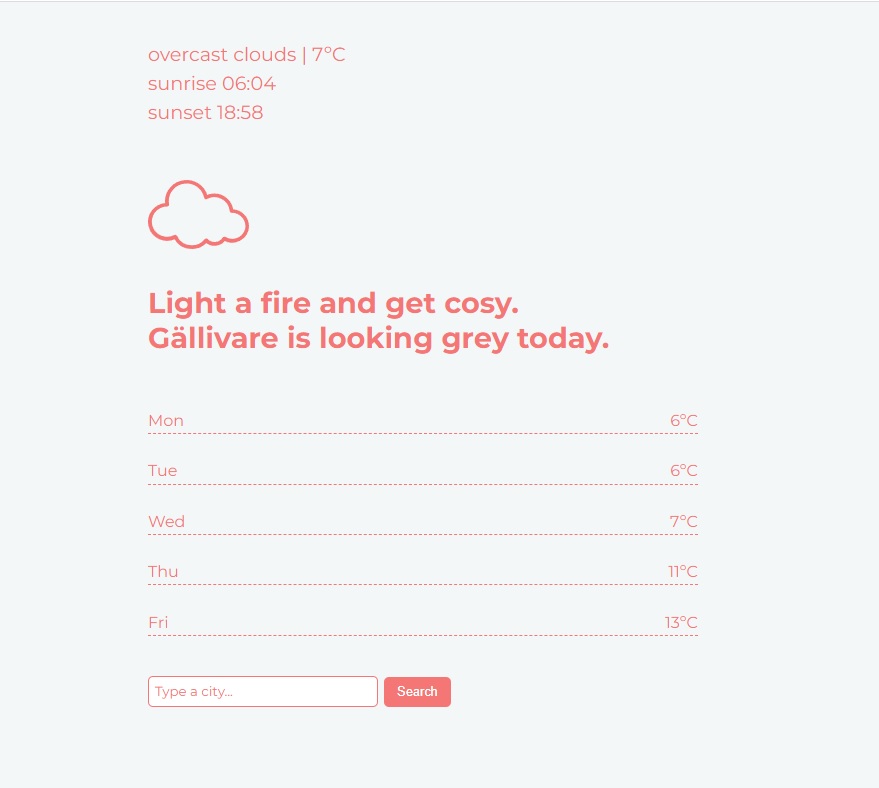 overcast clouds | 7°C
sunrise 06:04
sunset 18:58
Light a fire and get cosy.
Gällivare is looking grey today.
Mon 6°C
Tue 6°C
Wed 7°C
Thu 11°C
Fri 13°C
Type a city... Search